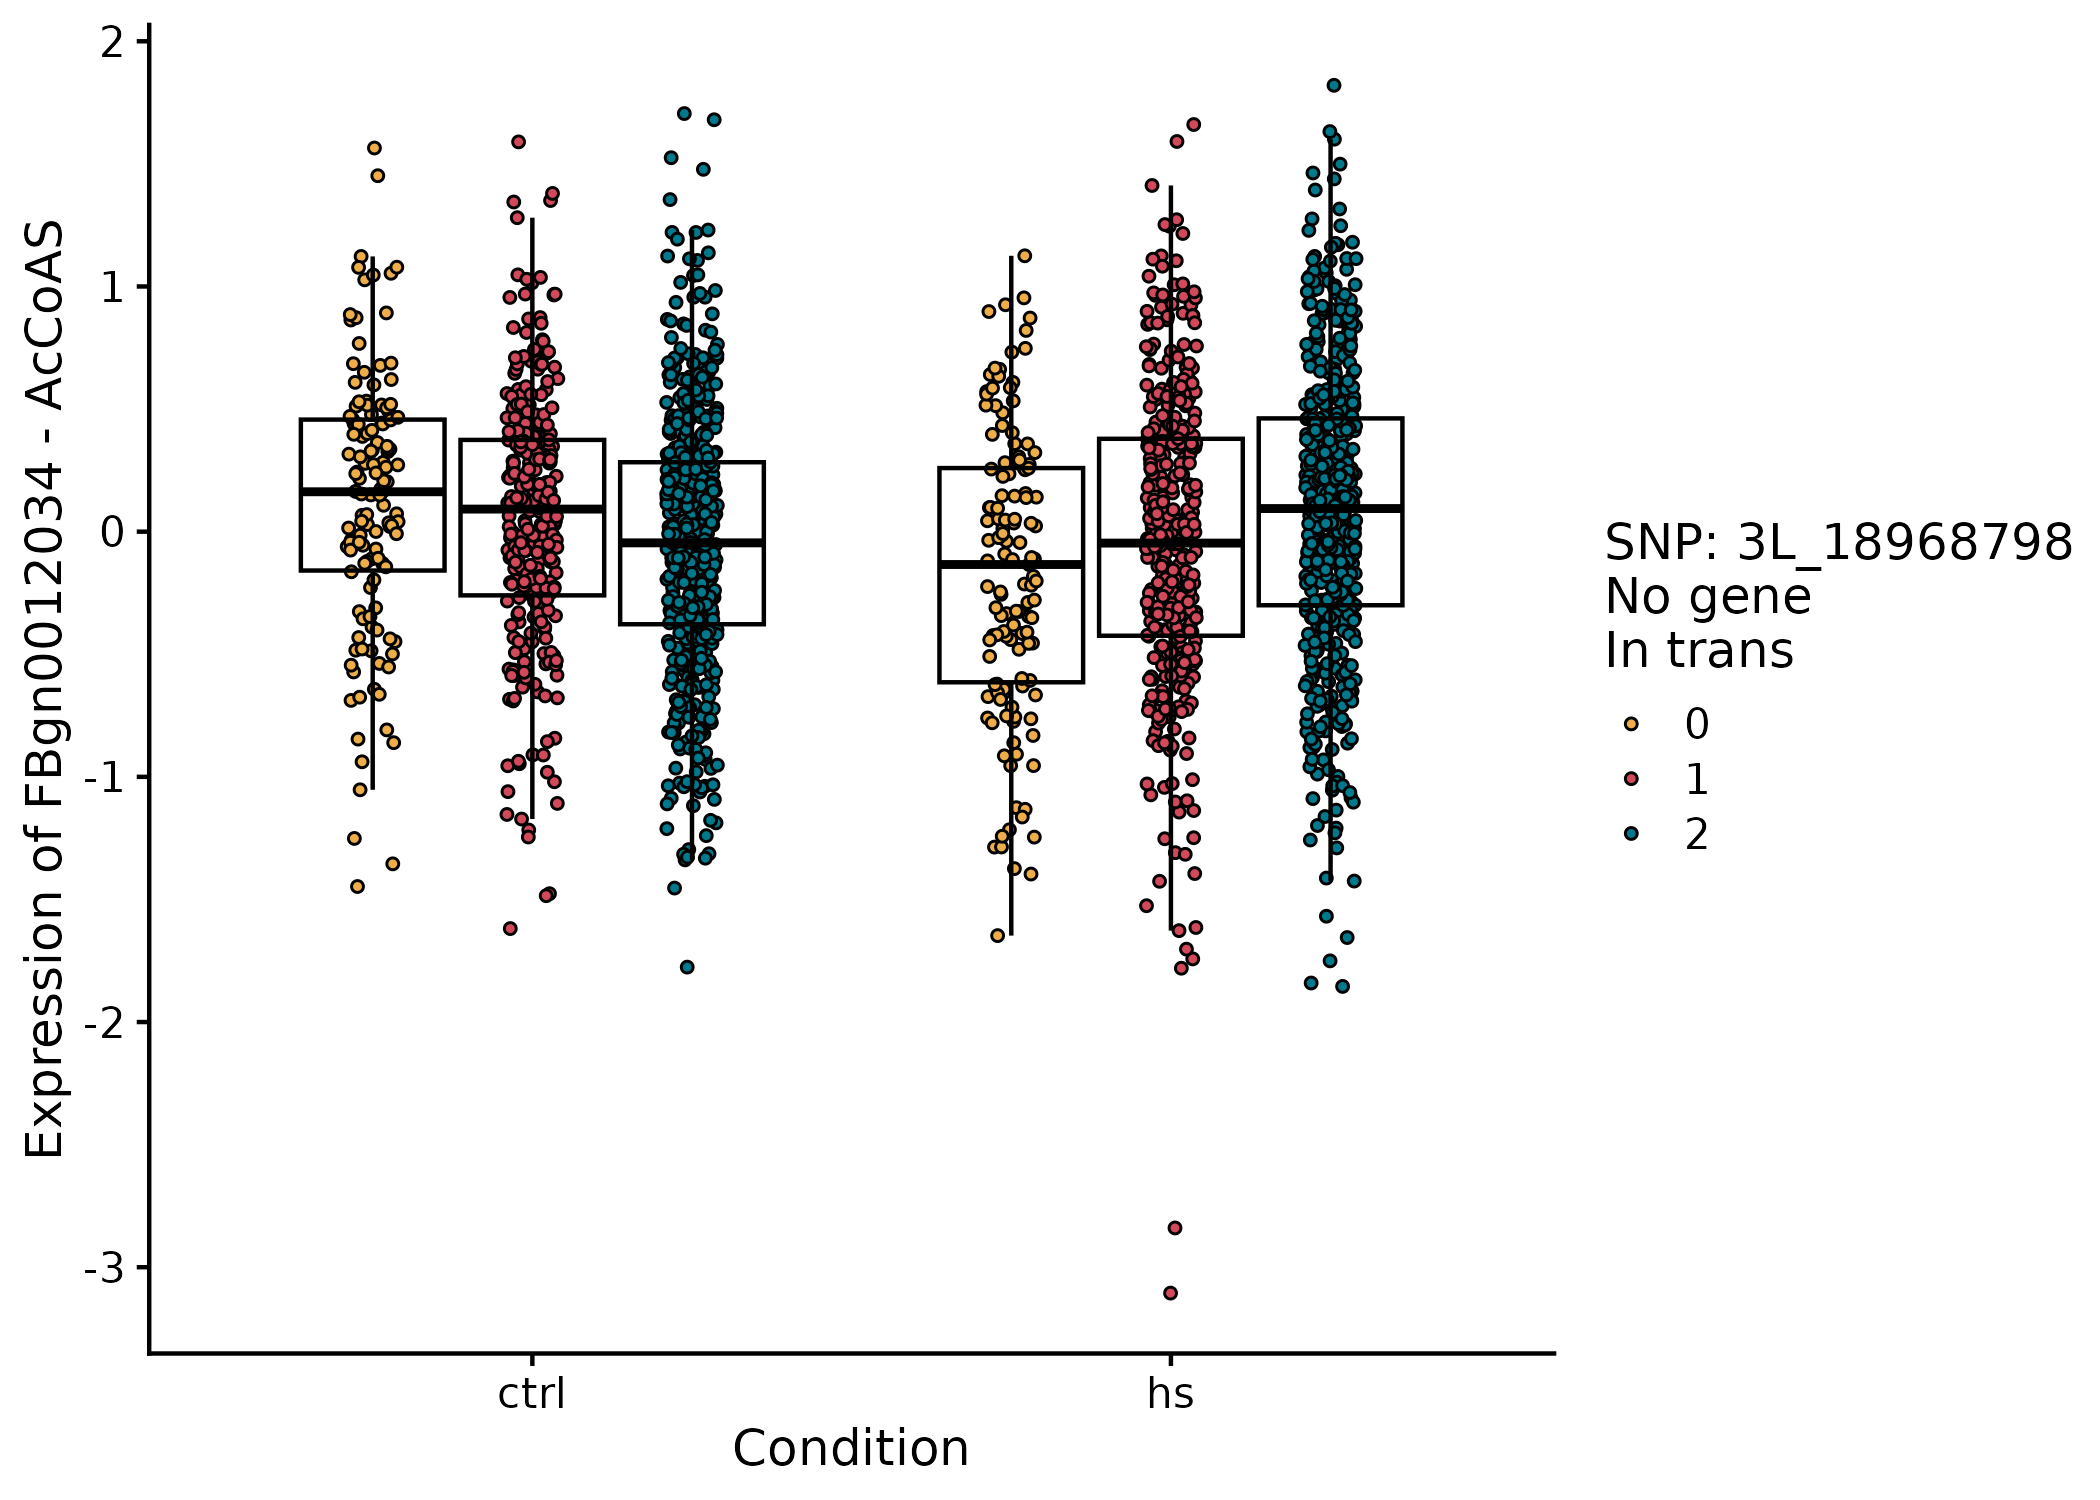 Expression of FBgn0012034 - AcCoAS
2
1
0
-1
-2
-3
ctrl
hs
Condition
SNP: 3L_18968798
No gene
In trans
0
1
2